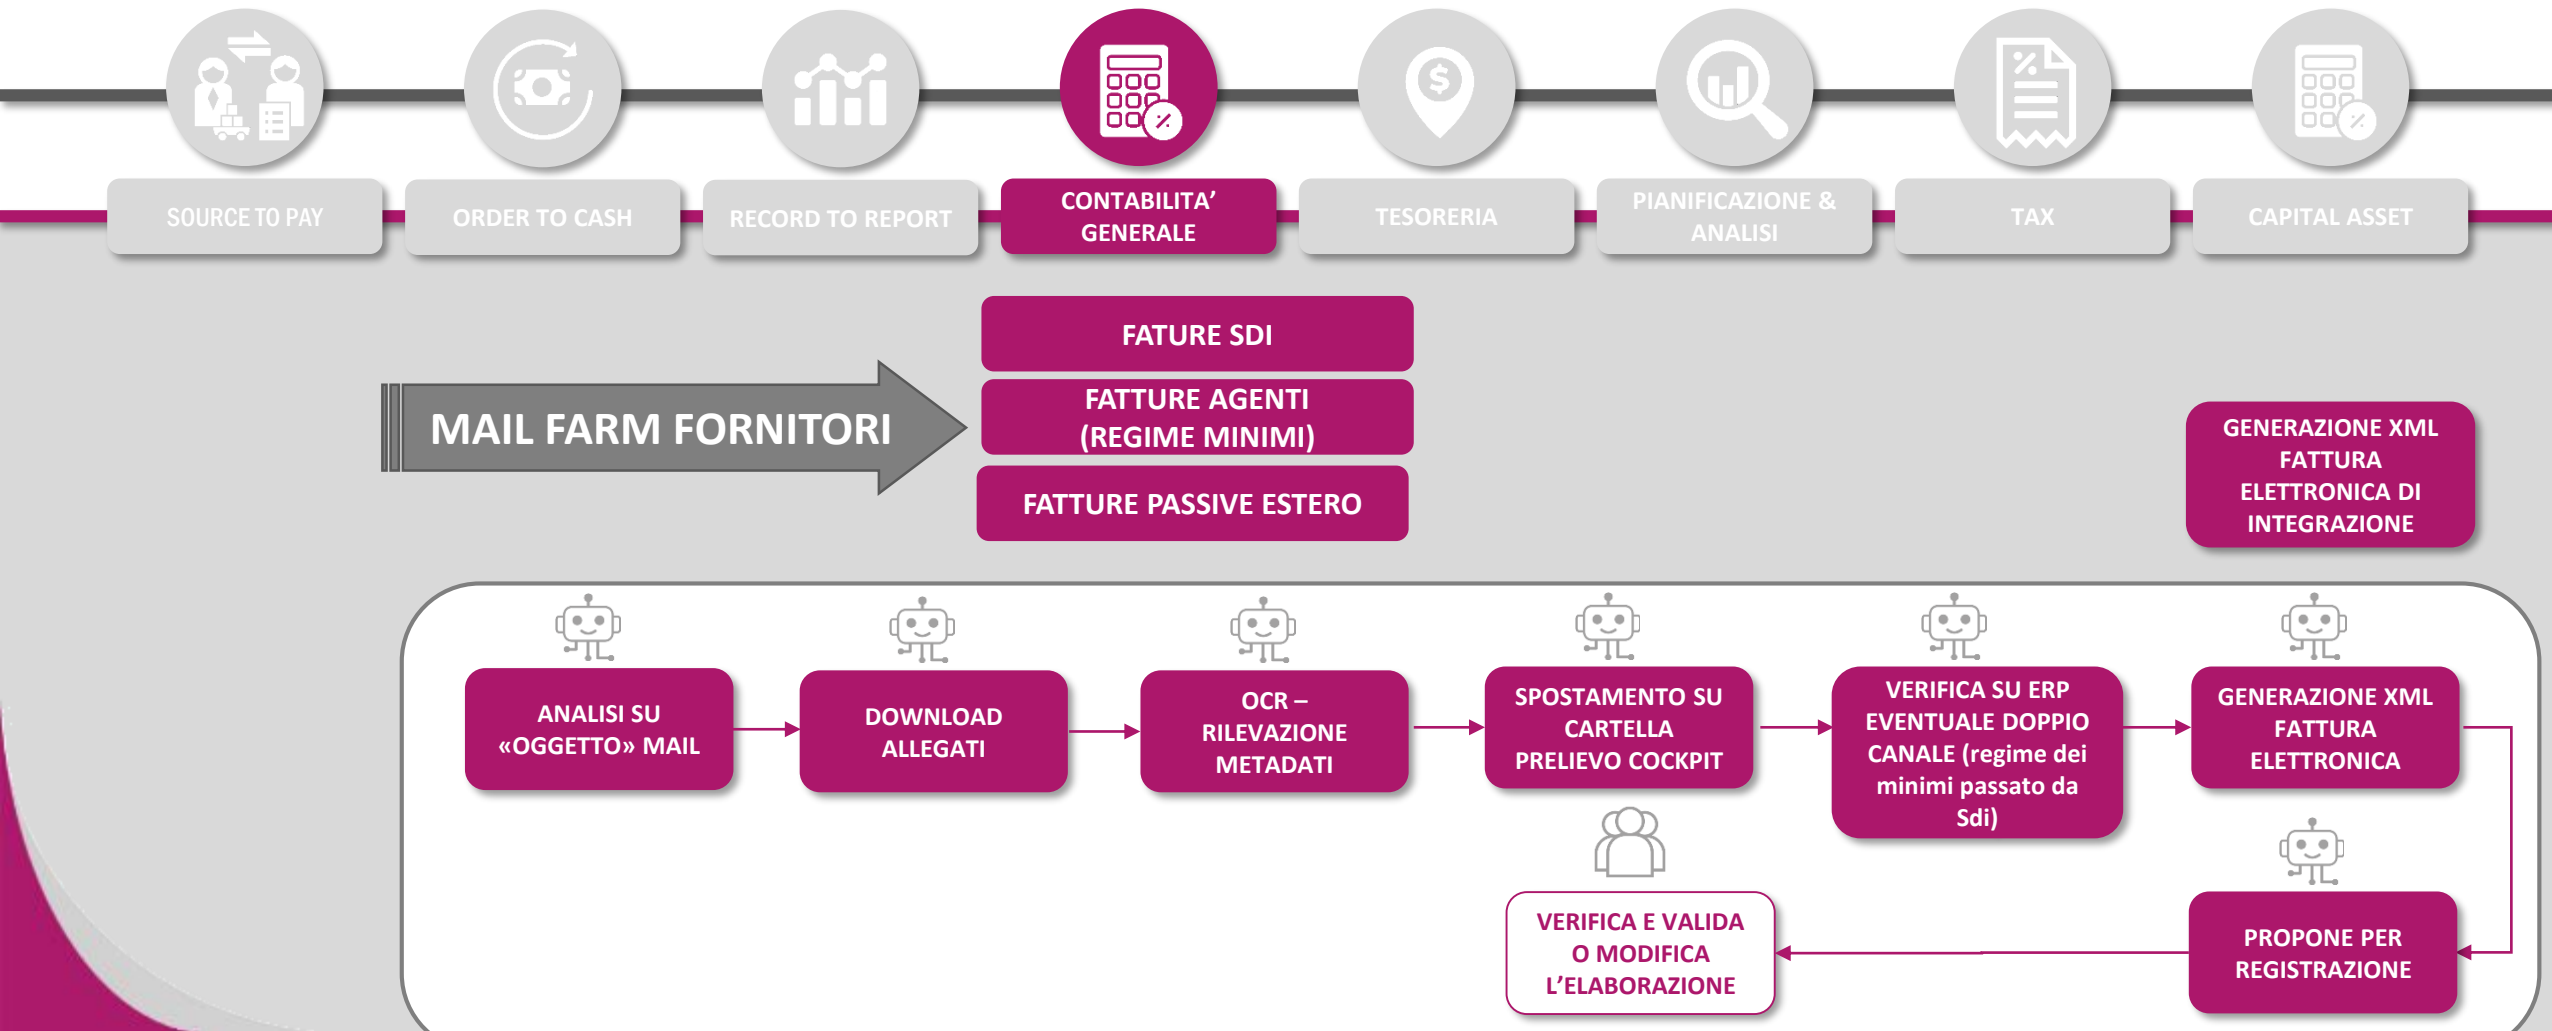 SOURCE TO PAY
ORDER TO CASH
RECORD TO REPORT
CONTABILITA’
GENERALE
TESORERIA
PIANIFICAZIONE &
ANALISI
TAX
CAPITAL ASSET
MAIL FARM FORNITORI
FATURE SDI
FATTURE AGENTI
(REGIME MINIMI)
FATTURE PASSIVE ESTERO
GENERAZIONE XML
FATTURA
ELETTRONICA DI
INTEGRAZIONE
ANALISI SU
«OGGETTO» MAIL
DOWNLOAD
ALLEGATI
OCR –
RILEVAZIONE
METADATI
SPOSTAMENTO SU
CARTELLA
PRELIEVO COCKPIT
VERIFICA SU ERP
EVENTUALE DOPPIO
CANALE (regime dei
minimi passato da
Sdi)
GENERAZIONE XML
FATTURA
ELETTRONICA
PROPONE PER
REGISTRAZIONE
VERIFICA E VALIDA
O MODIFICA
L’ELABORAZIONE